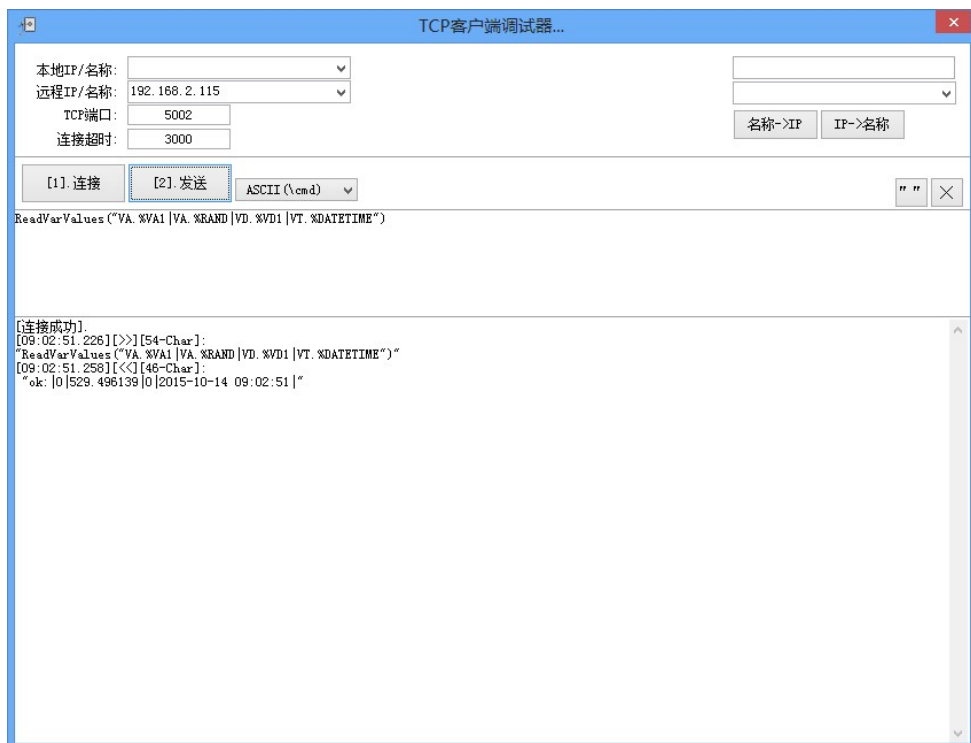 TCP客户端调试器...
本地IP/名称:
远程IP/名称: 192.168.2.115
TCP端口: 5002
名称->IP IP->名称
连接超时: 3000
[1].连接 [2].发送 ASCII(\cmd) " "
ReadVarValues("VA.%VA1|VA.%RAND|VD.%VD1|VT.%DATETIME")
[连接成功].
[09:02:51.226][>>][54-Char]:
"ReadVarValues("VA.%VA1|VA.%RAND|VD.%VD1|VT.%DATETIME")"
[09:02:51.258][<<][46-Char]:
"ok:|0|529.496139|0|2015-10-14 09:02:51|"